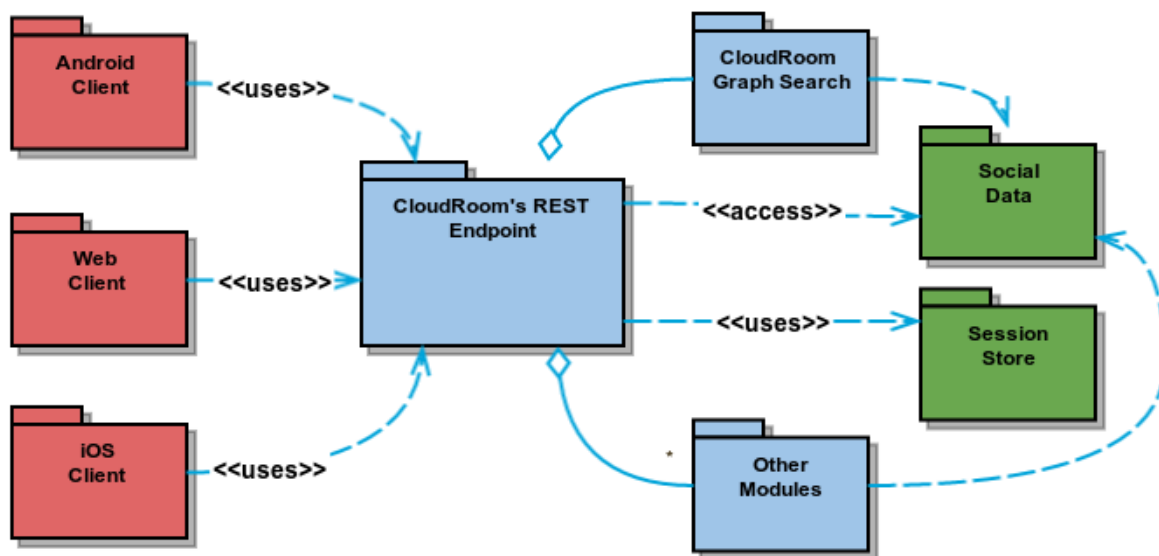 Android
Client
<<uses>>
CloudRoom
Graph Search
Social
Data
CloudRoom's REST
Endpoint
<<access>>
Web
Client
<<uses>>
<<uses>>
Session
Store
iOS
Client
<<uses>>
*
Other
Modules